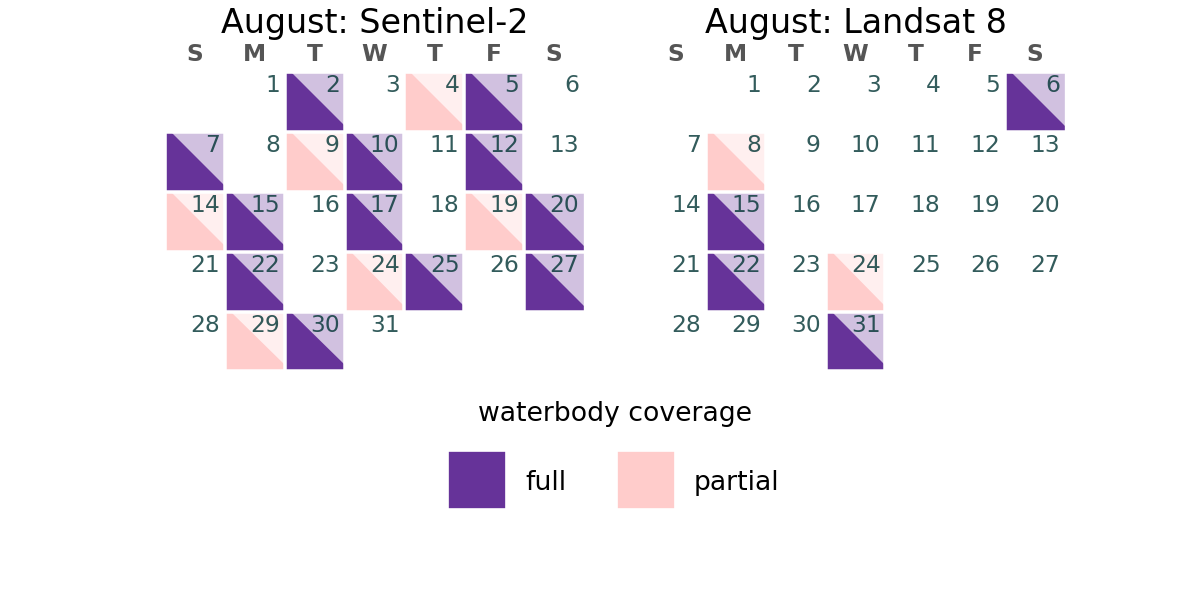 August: Sentinel-2
S M T W T F S
1 2 3 4 5 6
7 8 9 10 11 12 13
14 15 16 17 18 19 20
21 22 23 24 25 26 27
28 29 30 31
August: Landsat 8
S M T W T F S
1 2 3 4 5 6
7 8 9 10 11 12 13
14 15 16 17 18 19 20
21 22 23 24 25 26 27
28 29 30 31
waterbody coverage
full partial